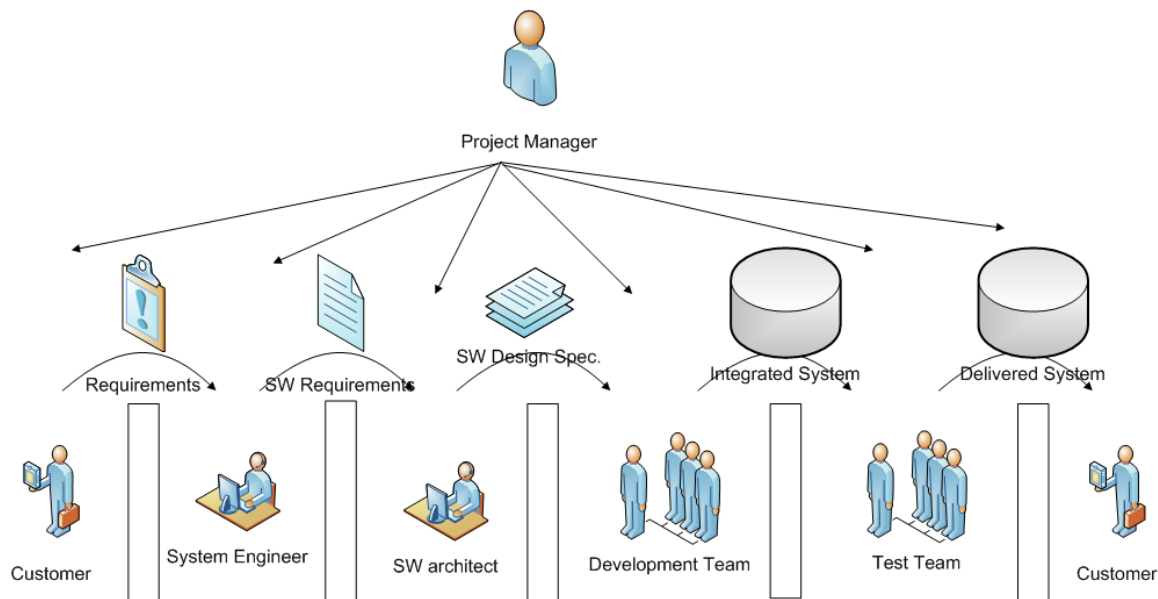 Project Manager
Requirements
SW Requirements
SW Design Spec.
Integrated System
Delivered System
Customer
System Engineer
SW architect
Development Team
Test Team
Customer